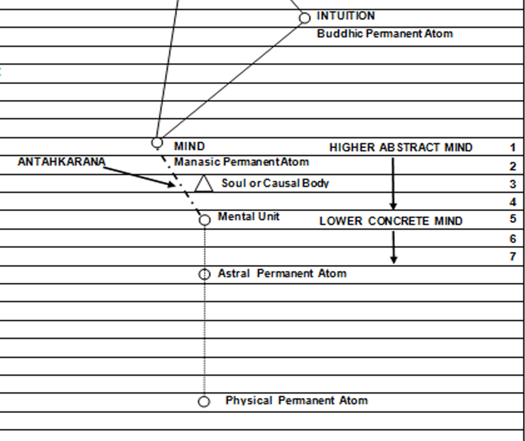 INTUITION
Buddhic Permanent Atom
MIND
HIGHER ABSTRACT MIND
1
ANTAHKARANA
Manasic Permanent Atom
2
Soul or Causal Body
3
4
Mental Unit
LOWER CONCRETE MIND
5
6
7
Astral Permanent Atom
Physical Permanent Atom